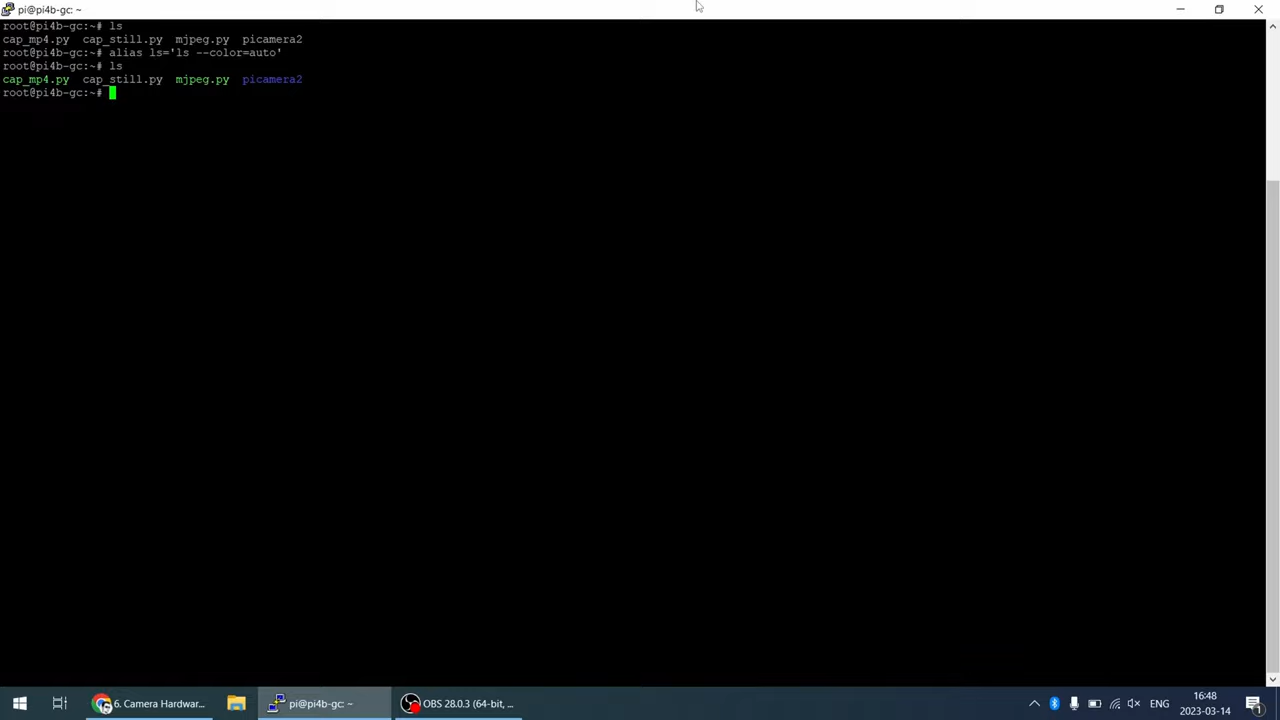 pi@pi4b-gc: ~
root@pi4b-gc:~# ls
cap_mp4.py cap_still.py mjpeg.py picamera2
root@pi4b-gc:~# alias ls='ls --color=auto'
root@pi4b-gc:~# ls
cap_mp4.py cap_still.py mjpeg.py picamera2
root@pi4b-gc:~#
6. Camera Hardwar...
pi@pi4b-gc: ~
OBS 28.0.3 (64-bit, ...
ENG
16:48
2023-03-14
1